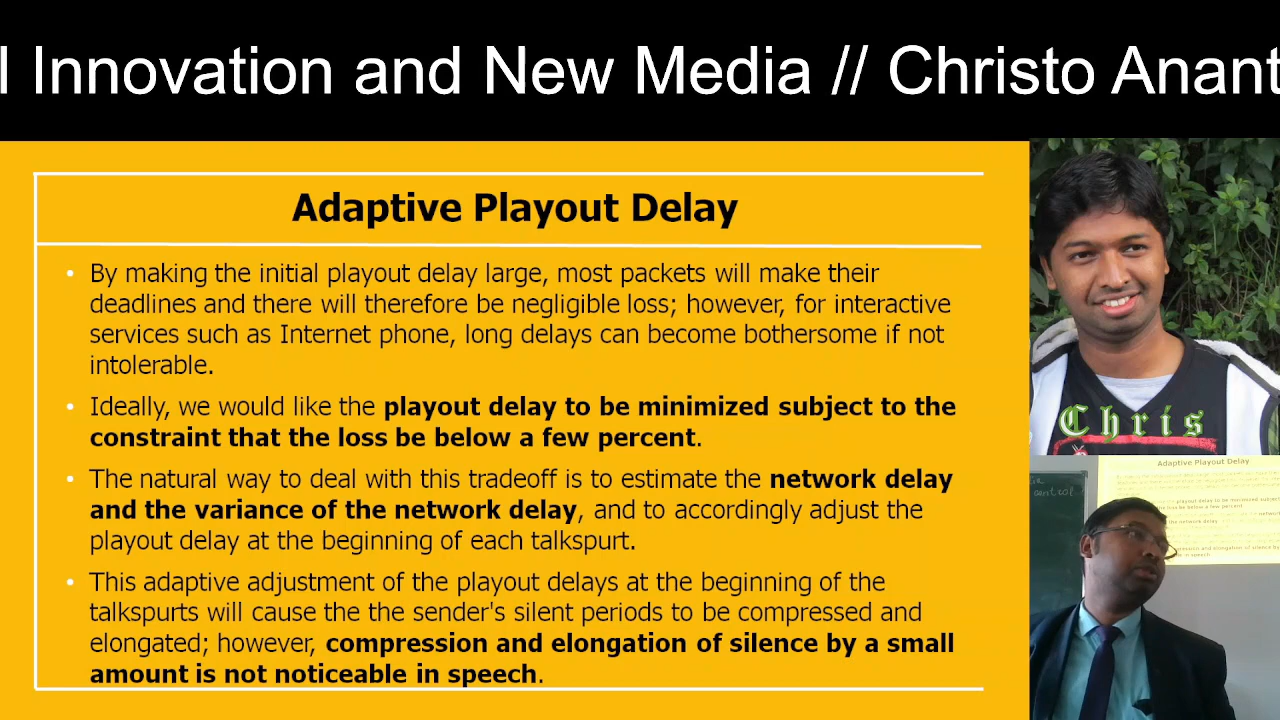 l Innovation and New Media // Christo Anant
Adaptive Playout Delay
• By making the initial playout delay large, most packets will make their
deadlines and there will therefore be negligible loss; however, for interactive
services such as Internet phone, long delays can become bothersome if not
intolerable.
• Ideally, we would like the playout delay to be minimized subject to the
constraint that the loss be below a few percent.
• The natural way to deal with this tradeoff is to estimate the network delay
and the variance of the network delay, and to accordingly adjust the
playout delay at the beginning of each talkspurt.
• This adaptive adjustment of the playout delays at the beginning of the
talkspurts will cause the the sender's silent periods to be compressed and
elongated; however, compression and elongation of silence by a small
amount is not noticeable in speech.
Chris
Adaptive Playout Delay